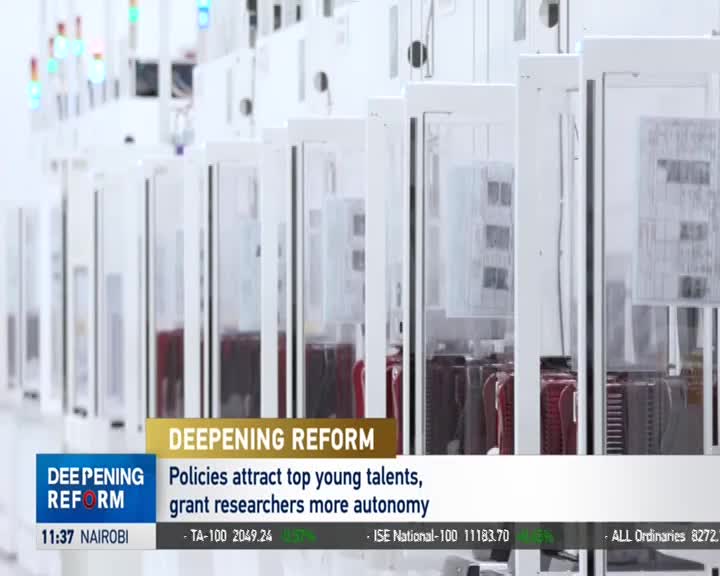 DEEPENING REFORM
Policies attract top young talents,
grant researchers more autonomy
DEEPENING
REFORM
11:37 NAIROBI
- TA-100 2049.24 - ISE National-100 11183.70 - ALL Ordinaries 8272.